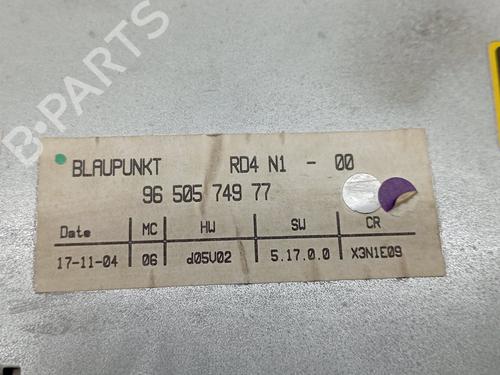 B-PARTS
BLAUPUNKT RD4 N1 - 00
96 505 749 77
Date MC HW SW CR
17-11-04 06 d05V02 5.17.0.0 X3N1E09